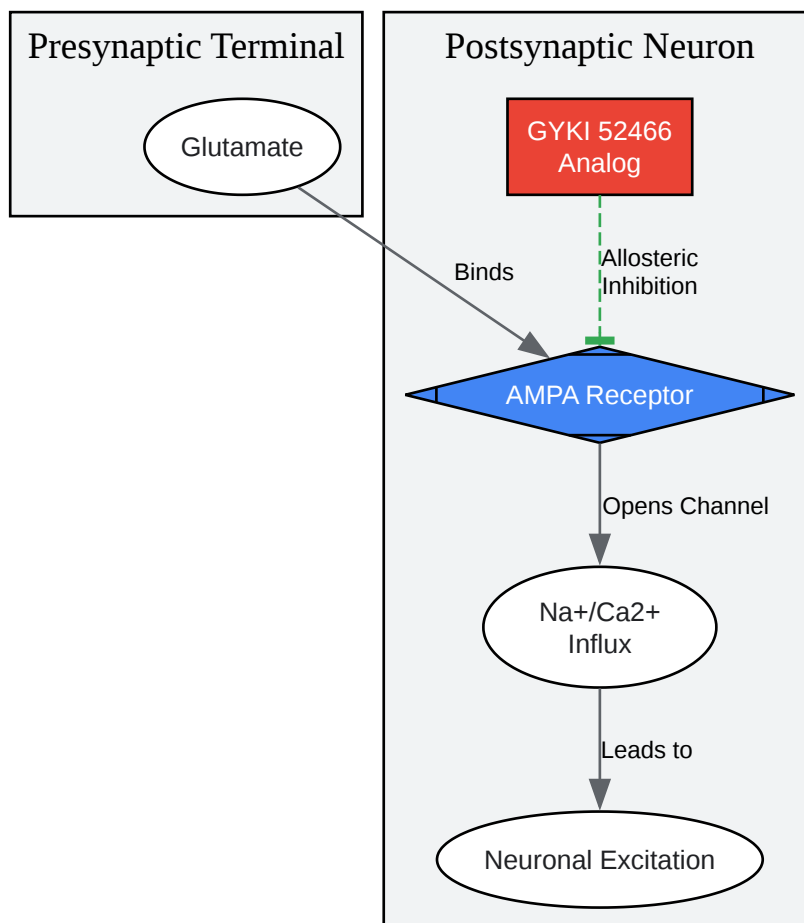 Presynaptic Terminal
Postsynaptic Neuron
Glutamate
GYKI 52466
Analog
Binds
Allosteric
Inhibition
AMPA Receptor
Opens Channel
Na+/Ca2+
Influx
Leads to
Neuronal Excitation